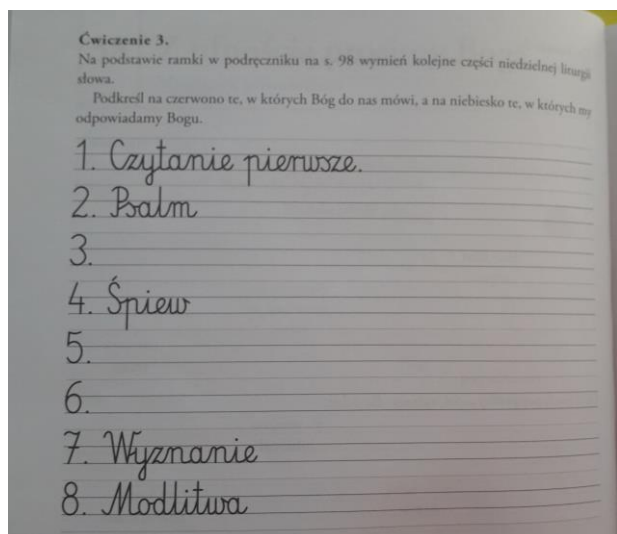 Ćwiczenie 3.
Na podstawie ramki w podręczniku na s. 98 wymień kolejne części niedzielnej liturgii
słowa.
Podkreśl na czerwono te, w których Bóg do nas mówi, a na niebiesko te, w których my
odpowiadamy Bogu.
1. Czytanie pierwsze.
2. Psalm
3.
4. Śpiew
5.
6.
7. Wyznanie
8. Modlitwa